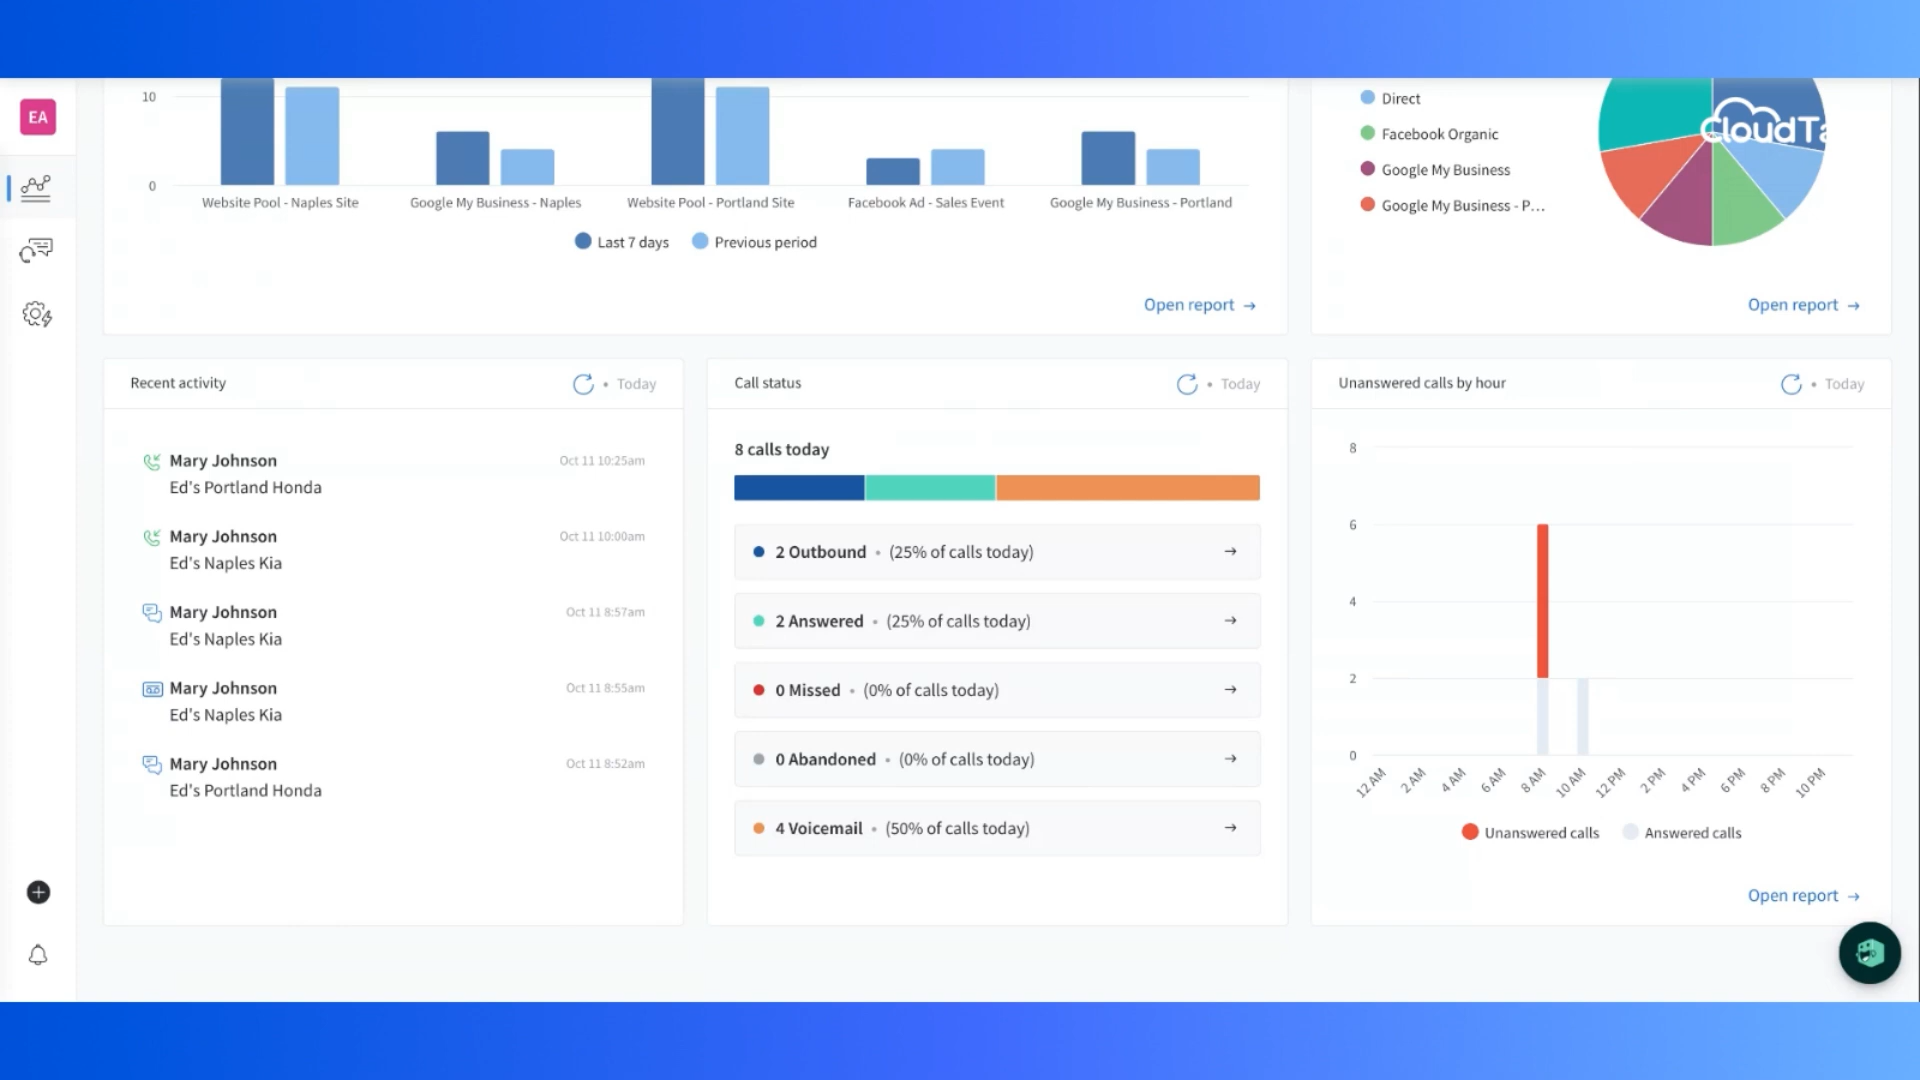 EA
10
0
Website Pool - Naples Site
Google My Business - Naples
Website Pool - Portland Site
Facebook Ad - Sales Event
Google My Business - Portland
Last 7 days
Previous period
Open report →
Direct
Facebook Organic
Google My Business
Google My Business - P...
CloudTa
Open report →
Recent activity
• Today
Mary Johnson
Oct 11 10:25am
Ed's Portland Honda
Mary Johnson
Oct 11 10:00am
Ed's Naples Kia
Mary Johnson
Oct 11 8:57am
Ed's Naples Kia
Mary Johnson
Oct 11 8:55am
Ed's Naples Kia
Mary Johnson
Oct 11 8:52am
Ed's Portland Honda
Call status
• Today
8 calls today
2 Outbound • (25% of calls today) →
2 Answered • (25% of calls today) →
0 Missed • (0% of calls today) →
0 Abandoned • (0% of calls today) →
4 Voicemail • (50% of calls today) →
Unanswered calls by hour
• Today
8
6
4
2
0
12 AM
2 AM
4 AM
6 AM
8 AM
10 AM
12 PM
2 PM
4 PM
6 PM
8 PM
10 PM
Unanswered calls
Answered calls
Open report →